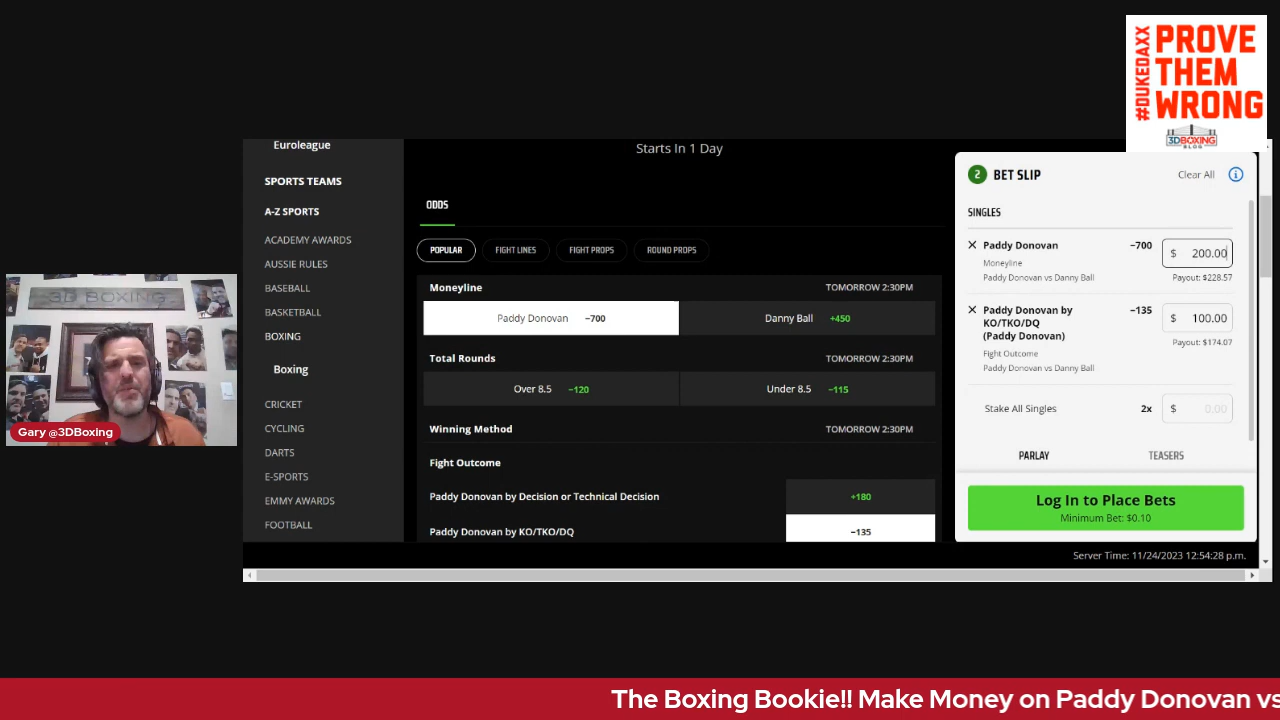 #DUKEDAXX
PROVE
THEM
WRONG
3DBOXING
BLOG
3D BOXING
Gary @3DBoxing
Euroleague
SPORTS TEAMS
A-Z SPORTS
ACADEMY AWARDS
AUSSIE RULES
BASEBALL
BASKETBALL
BOXING
Boxing
CRICKET
CYCLING
DARTS
E-SPORTS
EMMY AWARDS
FOOTBALL
Starts In 1 Day
ODDS
POPULAR FIGHT LINES FIGHT PROPS ROUND PROPS
Moneyline TOMORROW 2:30PM
Paddy Donovan −700 Danny Ball +450
Total Rounds TOMORROW 2:30PM
Over 8.5 −120 Under 8.5 −115
Winning Method TOMORROW 2:30PM
Fight Outcome
Paddy Donovan by Decision or Technical Decision +180
Paddy Donovan by KO/TKO/DQ −135
2 BET SLIP Clear All i
SINGLES
Paddy Donovan −700 $ 200.00
Moneyline
Paddy Donovan vs Danny Ball Payout: $228.57
Paddy Donovan by −135 $ 100.00
KO/TKO/DQ
(Paddy Donovan) Payout: $174.07
Fight Outcome
Paddy Donovan vs Danny Ball
Stake All Singles 2x $ 0.00
PARLAY TEASERS
Log In to Place Bets
Minimum Bet: $0.10
Server Time: 11/24/2023 12:54:28 p.m.
The Boxing Bookie!! Make Money on Paddy Donovan vs